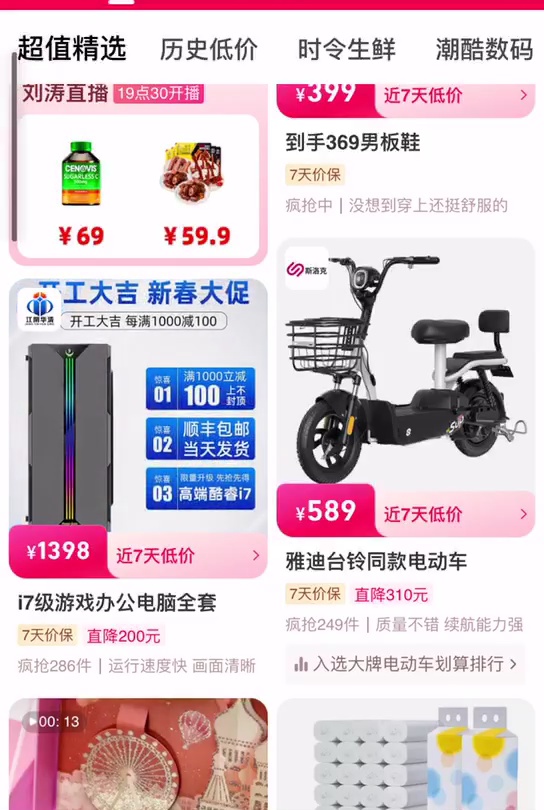 超值精选
历史低价
时令生鲜
潮酷数码
刘涛直播 19点30开播
CENOVIS
SUGARLESS C
¥69
¥59.9
¥399 近7天低价 >
到手369男板鞋
7天价保
疯抢中 | 没想到穿上还挺舒服的
江南华清
开工大吉 新春大促
开工大吉 每满1000减100
惊喜 01 满1000立减 100 上不封顶
惊喜 02 顺丰包邮 当天发货
惊喜 03 限量升级 先抢先得 高端酷睿i7
¥1398 近7天低价 >
i7级游戏办公电脑全套
7天价保 直降200元
疯抢286件 | 运行速度快 画面清晰
斯洛克
¥589 近7天低价 >
雅迪台铃同款电动车
7天价保 直降310元
疯抢249件 | 质量不错 续航能力强
入选大牌电动车划算排行 >
00: 13